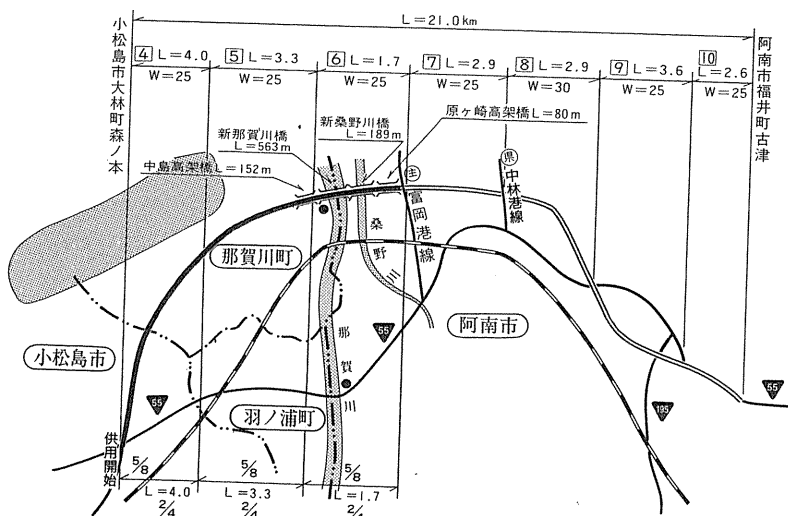 L=21.0km
小松島市大林町森ノ本
阿南市福井町古津
4 L=4.0
W=25
5 L=3.3
W=25
6 L=1.7
W=25
7 L=2.9
W=25
8 L=2.9
W=30
9 L=3.6
W=25
10
L=2.6
W=25
原ヶ崎高架橋L=80m
新桑野川橋
L=189m
新那賀川橋
L=563m
中島高架橋L=152m
主
富岡港線
県
中林港線
桑野川
那賀川町
阿南市
小松島市
那賀川
羽ノ浦町
55
55
195
55
供用開始
5/8
5/8
5/8
L=4.0
L=3.3
L=1.7
2/4
2/4